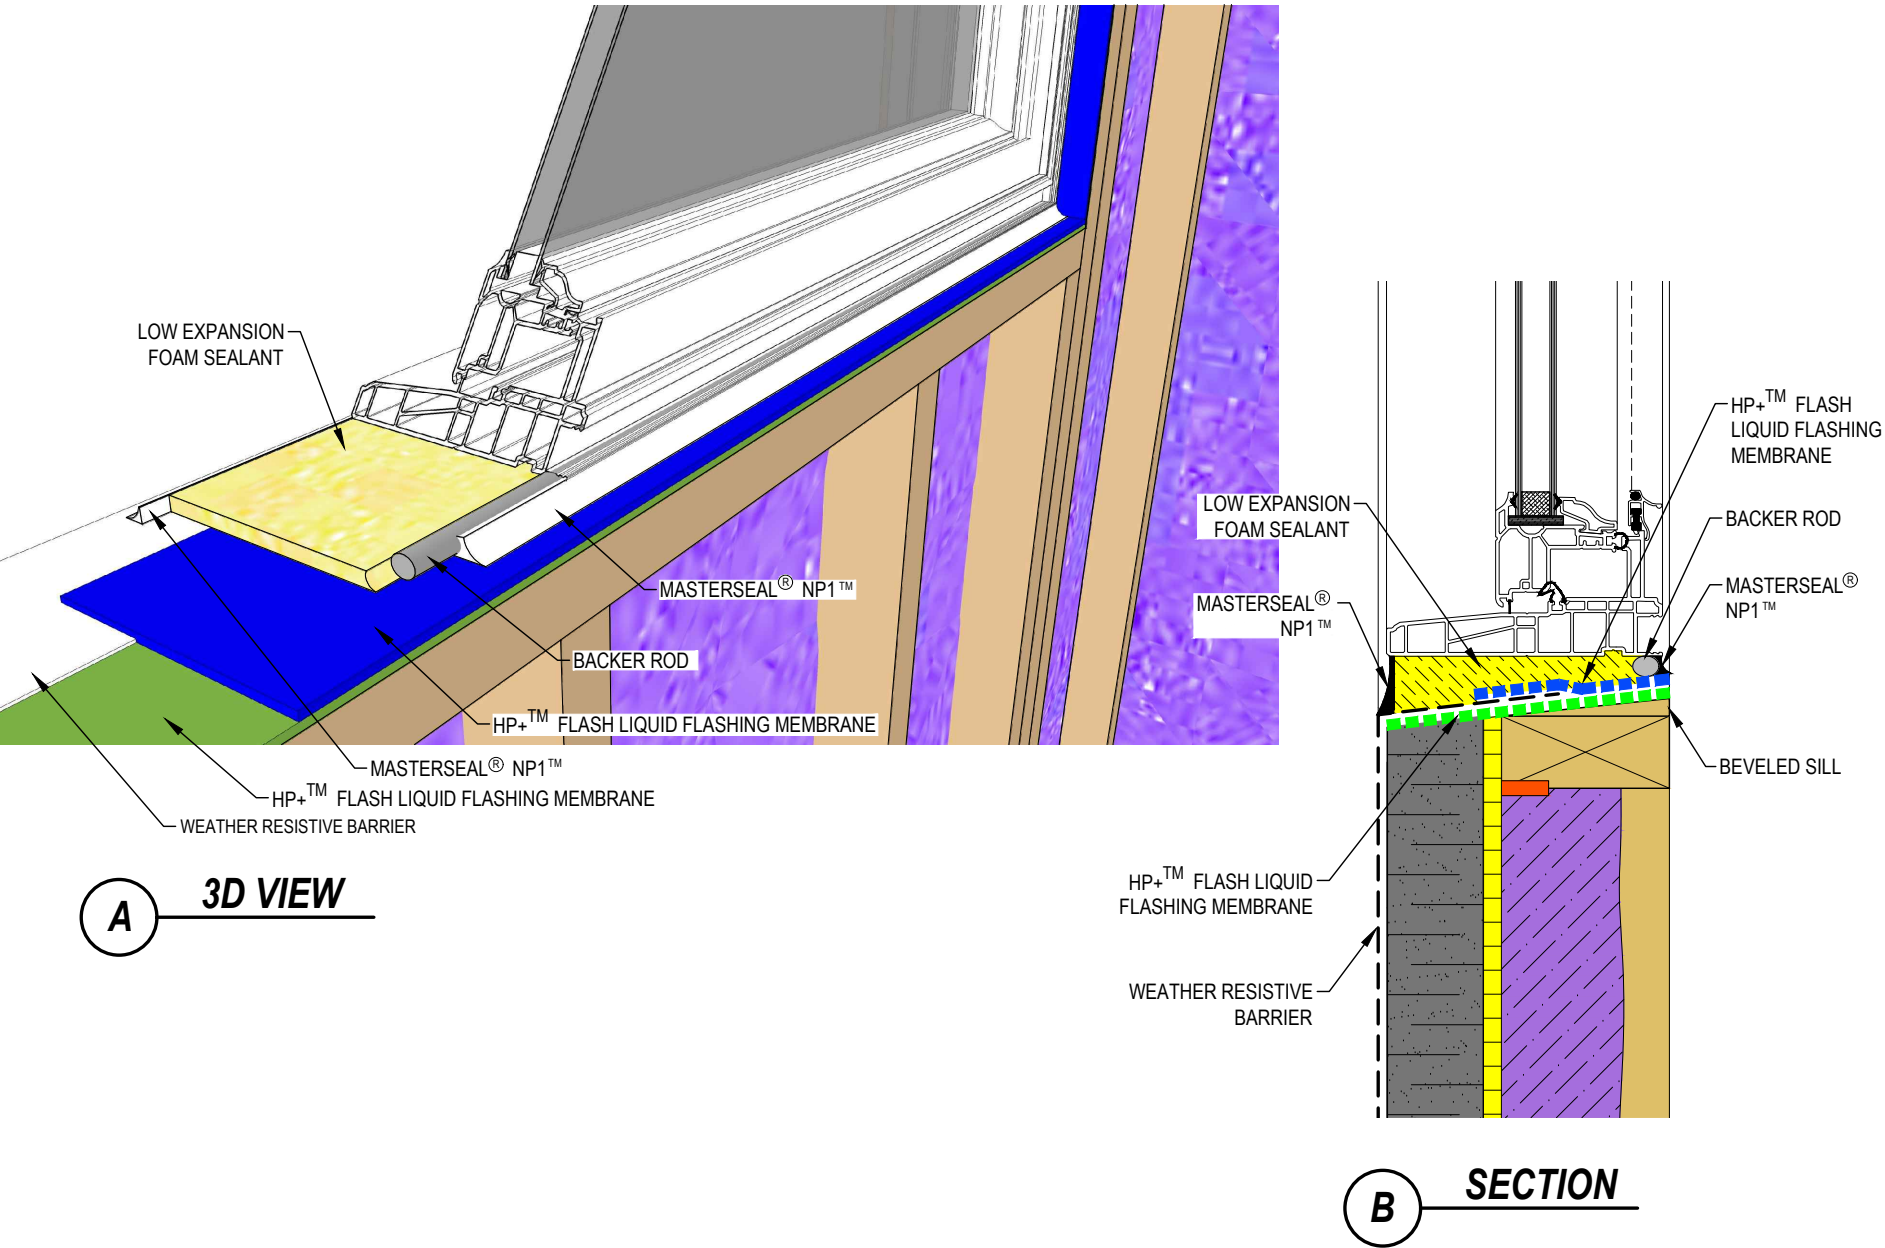 LOW EXPANSION
FOAM SEALANT
MASTERSEAL® NP1™
BACKER ROD
HP+™ FLASH LIQUID FLASHING MEMBRANE
MASTERSEAL® NP1™
HP+™ FLASH LIQUID FLASHING MEMBRANE
WEATHER RESISTIVE BARRIER
A
3D VIEW
HP+™ FLASH
LIQUID FLASHING
MEMBRANE
LOW EXPANSION
FOAM SEALANT
BACKER ROD
MASTERSEAL®
NP1™
MASTERSEAL®
NP1™
BEVELED SILL
HP+™ FLASH LIQUID
FLASHING MEMBRANE
WEATHER RESISTIVE
BARRIER
B
SECTION